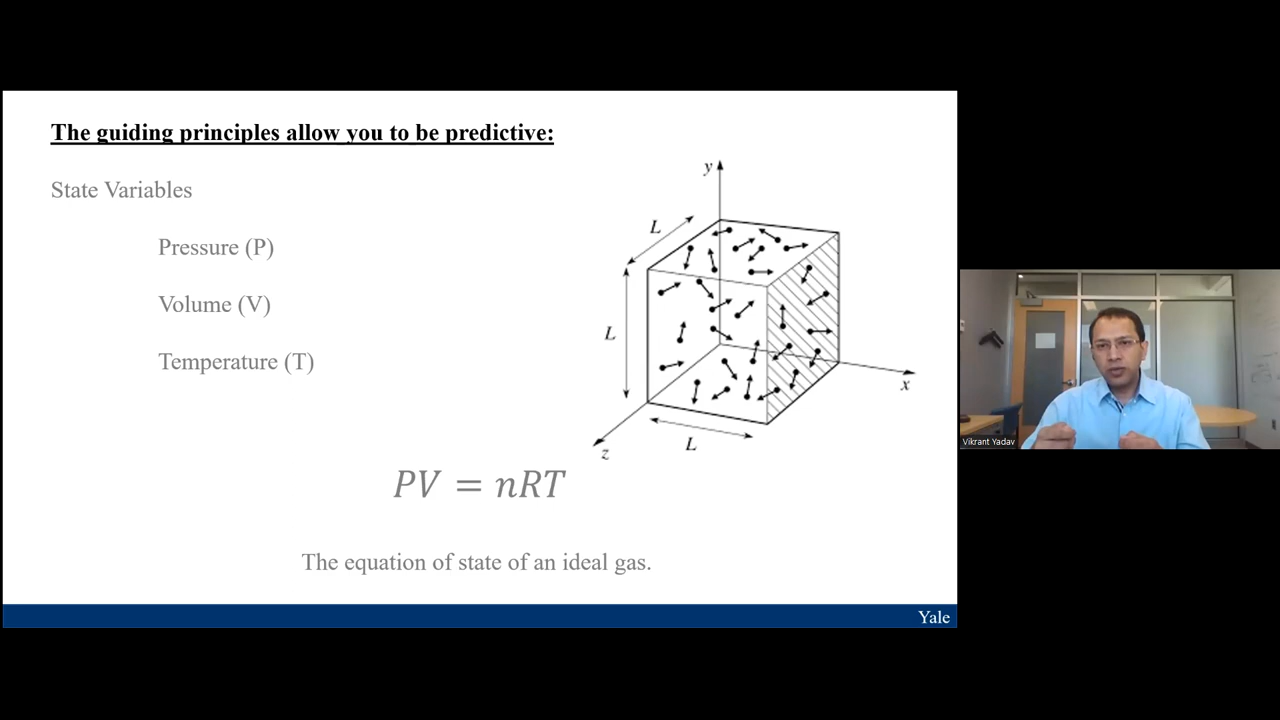 The guiding principles allow you to be predictive:
State Variables
Pressure (P)
Volume (V)
Temperature (T)
y
L
L
L
x
z
PV = nRT
The equation of state of an ideal gas.
Yale
Vikrant Yadav